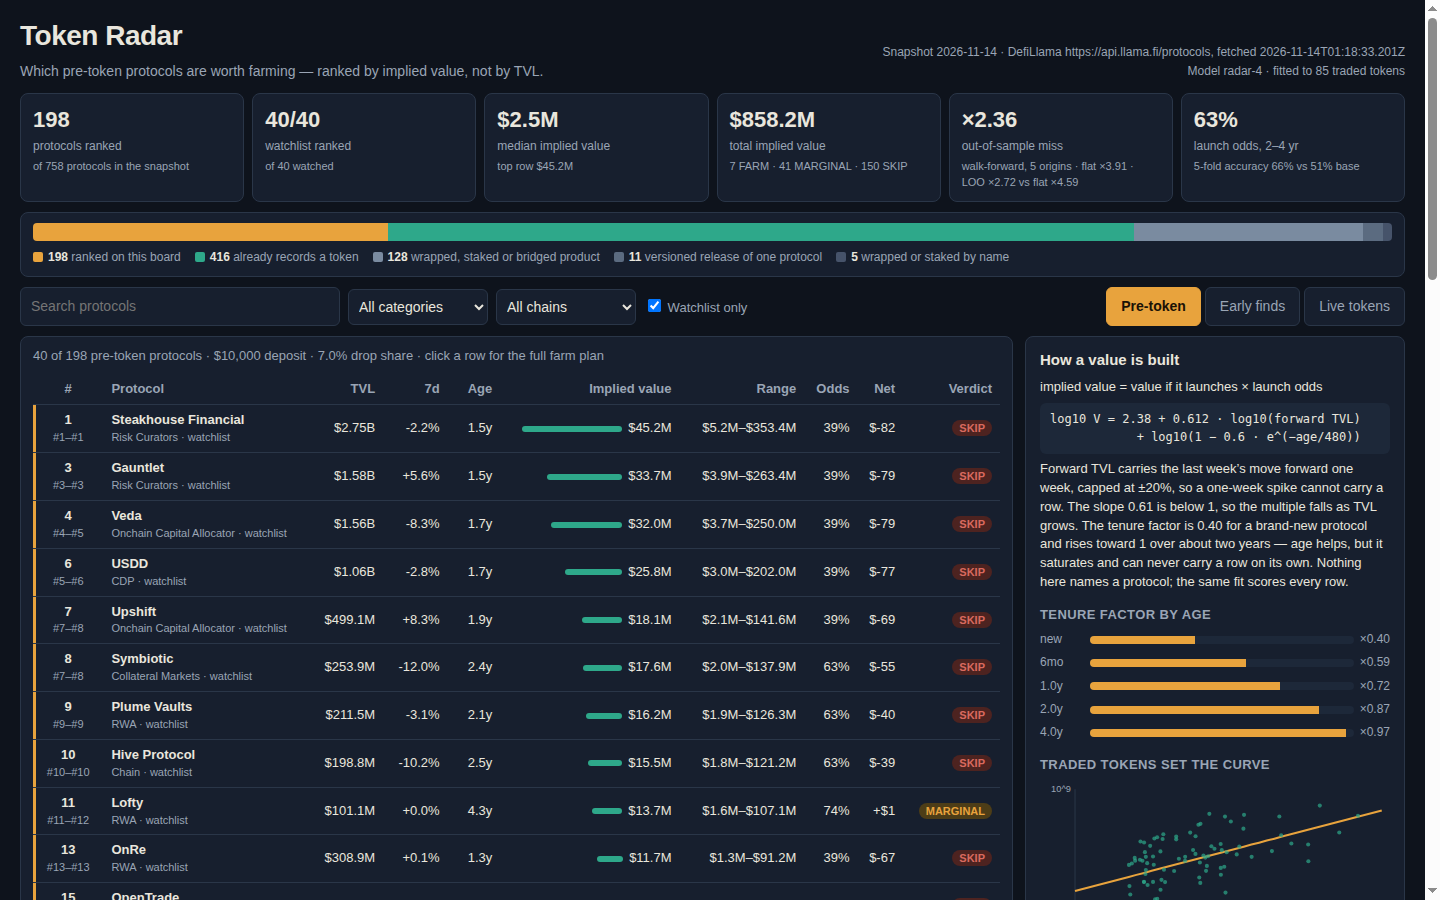 Token Radar
Which pre-token protocols are worth farming — ranked by implied value, not by TVL.
Snapshot 2026-11-14 · DefiLlama https://api.llama.fi/protocols, fetched 2026-11-14T01:18:33.201Z
Model radar-4 · fitted to 85 traded tokens
198
protocols ranked
of 758 protocols in the snapshot
40/40
watchlist ranked
of 40 watched
$2.5M
median implied value
top row $45.2M
$858.2M
total implied value
7 FARM · 41 MARGINAL · 150 SKIP
×2.36
out-of-sample miss
walk-forward, 5 origins · flat ×3.91 ·
LOO ×2.72 vs flat ×4.59
63%
launch odds, 2–4 yr
5-fold accuracy 66% vs 51% base
198 ranked on this board 416 already records a token 128 wrapped, staked or bridged product 11 versioned release of one protocol 5 wrapped or staked by name
Search protocols All categories All chains Watchlist only Pre-token Early finds Live tokens
40 of 198 pre-token protocols · $10,000 deposit · 7.0% drop share · click a row for the full farm plan
# Protocol TVL 7d Age Implied value Range Odds Net Verdict
1 Steakhouse Financial $2.75B -2.2% 1.5y $45.2M $5.2M–$353.4M 39% $-82 SKIP
#1–#1 Risk Curators · watchlist
3 Gauntlet $1.58B +5.6% 1.5y $33.7M $3.9M–$263.4M 39% $-79 SKIP
#3–#3 Risk Curators · watchlist
4 Veda $1.56B -8.3% 1.7y $32.0M $3.7M–$250.0M 39% $-79 SKIP
#4–#5 Onchain Capital Allocator · watchlist
6 USDD $1.06B -2.8% 1.7y $25.8M $3.0M–$202.0M 39% $-77 SKIP
#5–#6 CDP · watchlist
7 Upshift $499.1M +8.3% 1.9y $18.1M $2.1M–$141.6M 39% $-69 SKIP
#7–#8 Onchain Capital Allocator · watchlist
8 Symbiotic $253.9M -12.0% 2.4y $17.6M $2.0M–$137.9M 63% $-55 SKIP
#7–#8 Collateral Markets · watchlist
9 Plume Vaults $211.5M -3.1% 2.1y $16.2M $1.9M–$126.3M 63% $-40 SKIP
#9–#9 RWA · watchlist
10 Hive Protocol $198.8M -10.2% 2.5y $15.5M $1.8M–$121.2M 63% $-39 SKIP
#10–#10 Chain · watchlist
11 Lofty $101.1M +0.0% 4.3y $13.7M $1.6M–$107.1M 74% +$1 MARGINAL
#11–#12 RWA · watchlist
13 OnRe $308.9M +0.1% 1.3y $11.7M $1.3M–$91.2M 39% $-67 SKIP
#13–#13 RWA · watchlist
15 OpenTrade
How a value is built
implied value = value if it launches × launch odds
log10 V = 2.38 + 0.612 · log10(forward TVL)
+ log10(1 − 0.6 · e^(−age/480))
Forward TVL carries the last week's move forward one
week, capped at ±20%, so a one-week spike cannot carry a
row. The slope 0.61 is below 1, so the multiple falls as TVL
grows. The tenure factor is 0.40 for a brand-new protocol
and rises toward 1 over about two years — age helps, but it
saturates and can never carry a row on its own. Nothing
here names a protocol; the same fit scores every row.
TENURE FACTOR BY AGE
new ×0.40
6mo ×0.59
1.0y ×0.72
2.0y ×0.87
4.0y ×0.97
TRADED TOKENS SET THE CURVE
10^9